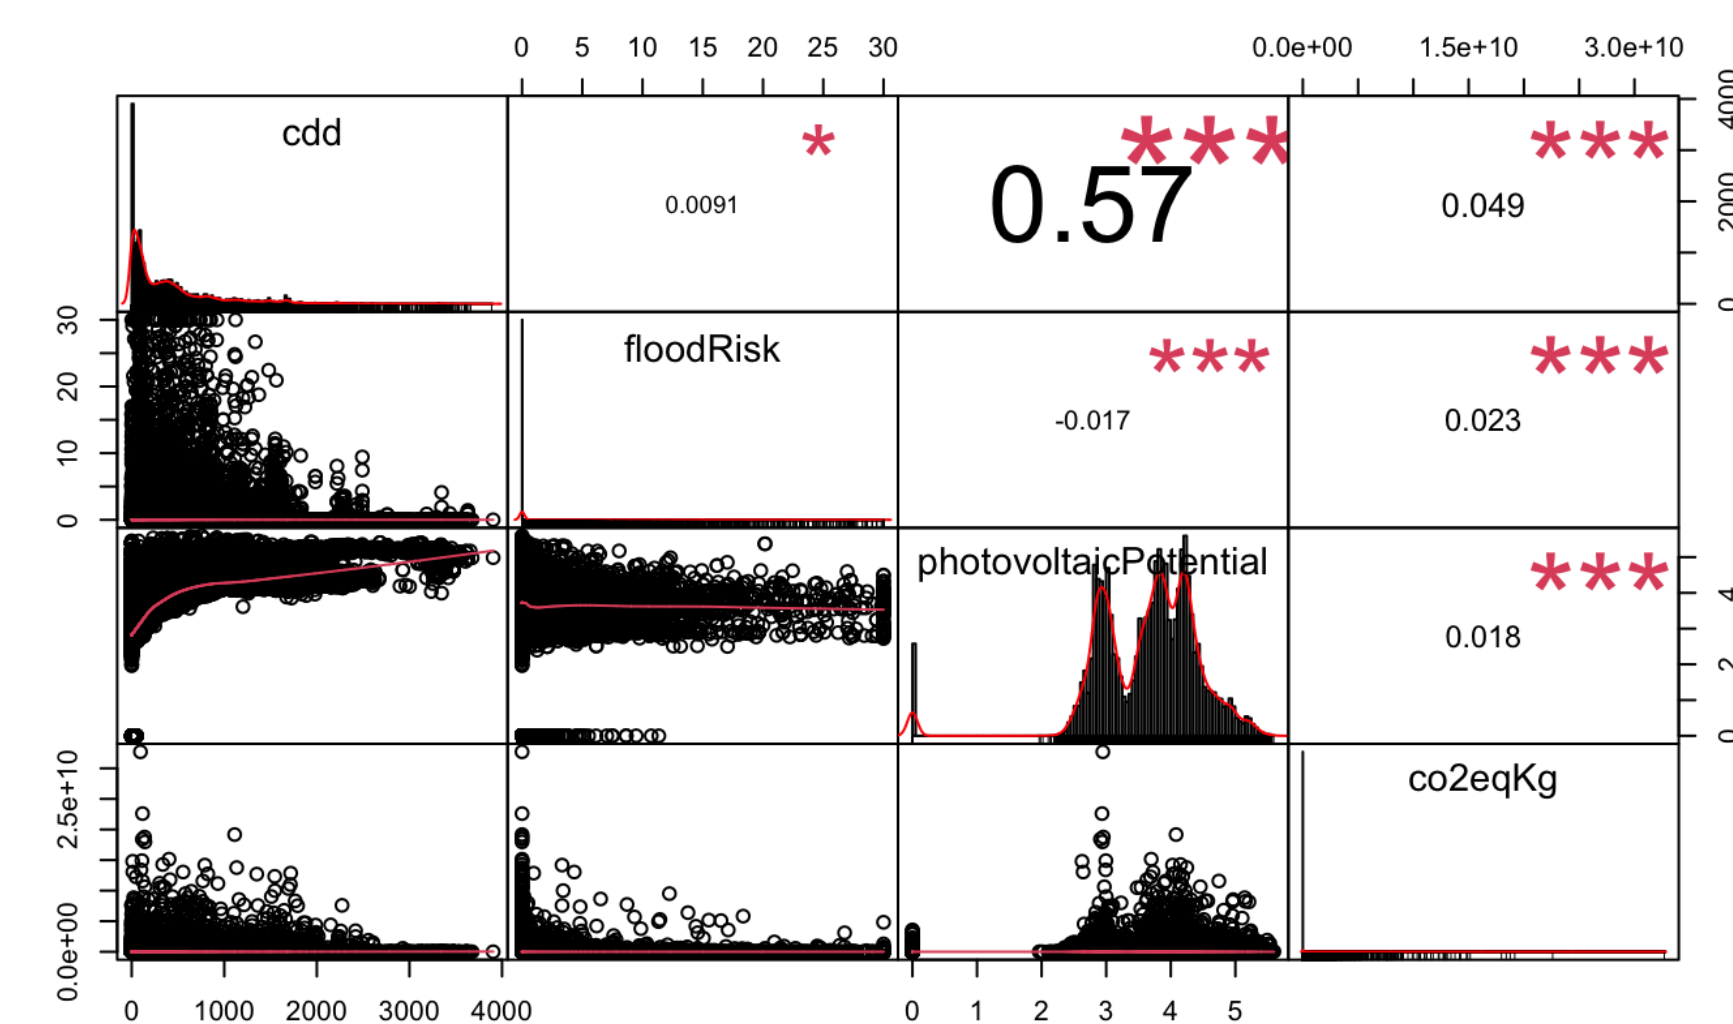 0 5 10 15 20 25 30 0.0e+00 1.5e+10 3.0e+10
cdd * 0.0091 *** 0.57 *** 0.049 0 2000 4000
0 10 20 30 floodRisk *** -0.017 *** 0.023
photovoltaicPotential *** 0.018 0 2 4
0.0e+00 2.5e+10 co2eqKg
0 1000 2000 3000 4000 0 1 2 3 4 5